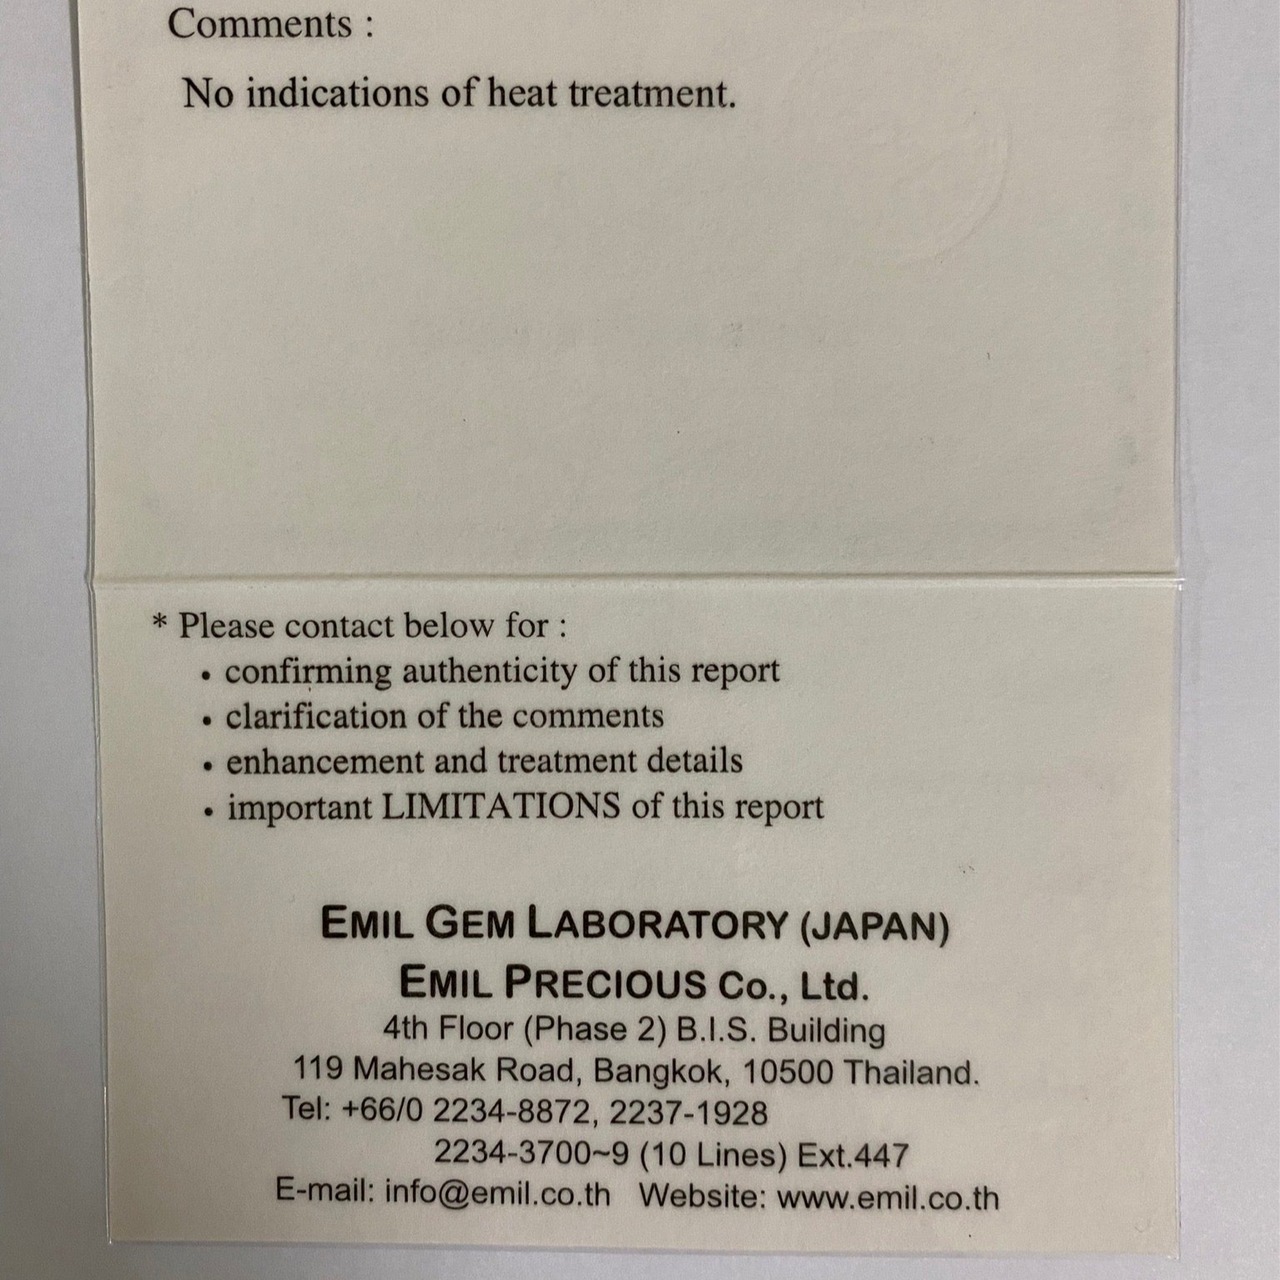 Comments :
No indications of heat treatment.
* Please contact below for :
• confirming authenticity of this report
• clarification of the comments
• enhancement and treatment details
• important LIMITATIONS of this report
EMIL GEM LABORATORY (JAPAN)
EMIL PRECIOUS Co., Ltd.
4th Floor (Phase 2) B.I.S. Building
119 Mahesak Road, Bangkok, 10500 Thailand.
Tel: +66/0 2234-8872, 2237-1928
2234-3700~9 (10 Lines) Ext.447
E-mail: info@emil.co.th Website: www.emil.co.th